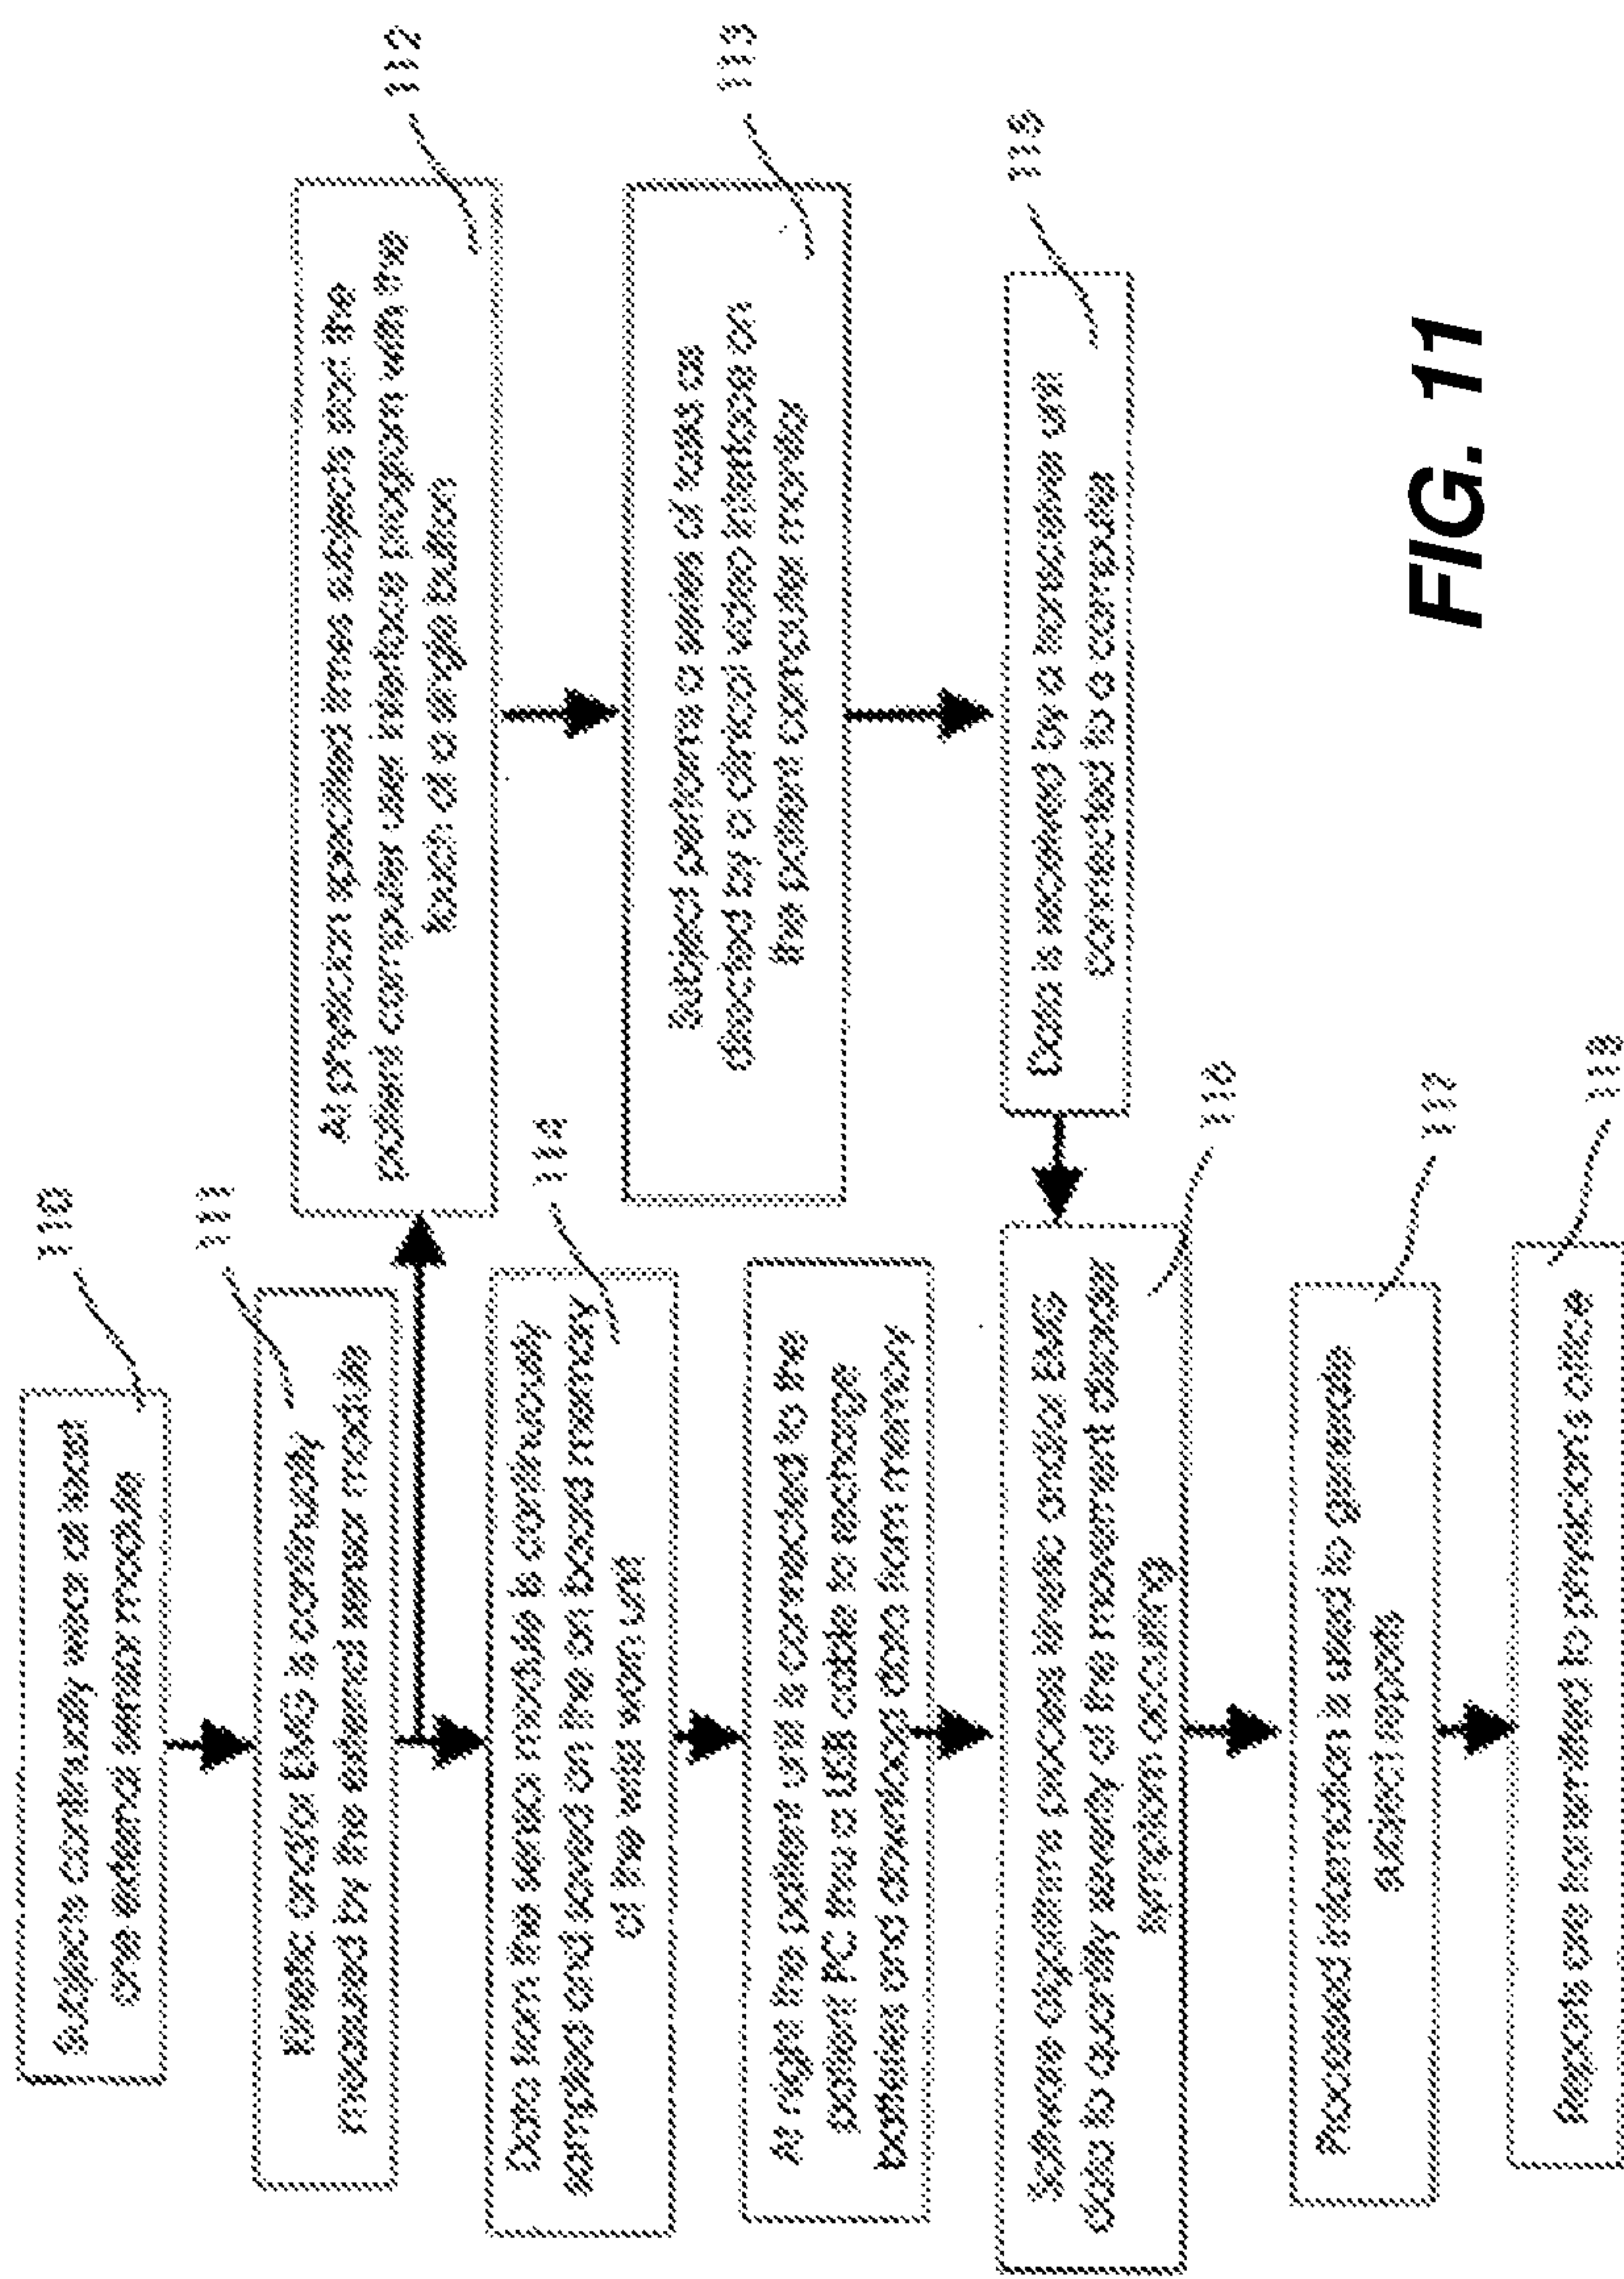 110
Subjects continually wear at least
one external sensor module
111
Kinetic and/or EMG is continually
measured by the external sensor module
112
At physician specified times subjects start the
patient computer user interface program with the
touch of a single button
114
Data from the sensor module is continuously
sampled and saved on the on board memory
of the wrist worn unit
113
Subject performs a series of tasks as
directed by a clinical video interface on
the patient computer monitor
At night the patient unit is connected to the
patient PC thru a USB cable to recharge
batteries and download data from memory
115
Data is received by a transceiver unit
connected to a computer
116
Software algorithms process kinetic and/or EMG
data to quantify severity of the movement disorder
symptom occurring
117
Processed information is used to generate
subject reports
118
Reports are transmitted to physician's office
FIG. 11